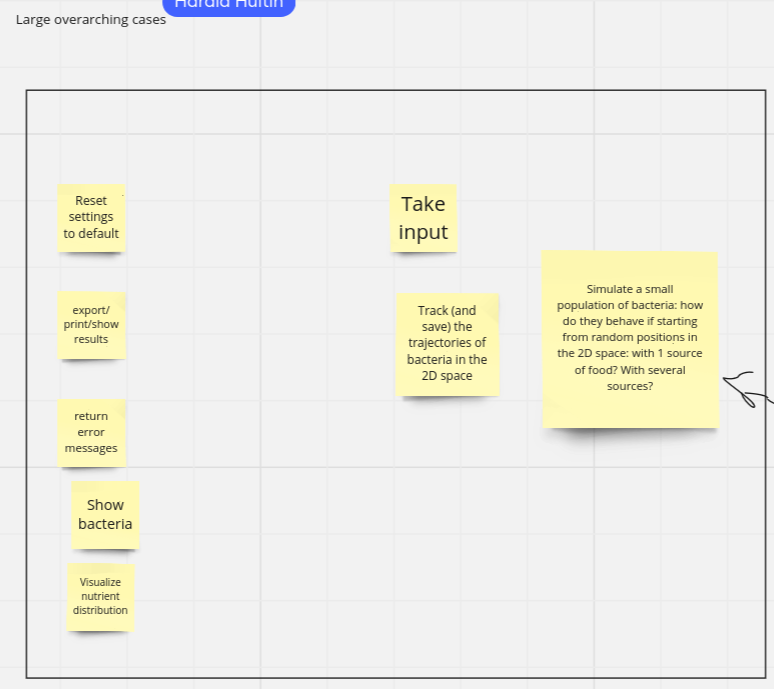 Harald Hultin
Large overarching cases
Reset
settings
to default
Take
input
Simulate a small
population of bacteria: how
do they behave if starting
from random positions in
the 2D space: with 1 source
of food? With several
sources?
export/
print/show
results
Track (and
save) the
trajectories of
bacteria in the
2D space
return
error
messages
Show
bacteria
Visualize
nutrient
distribution